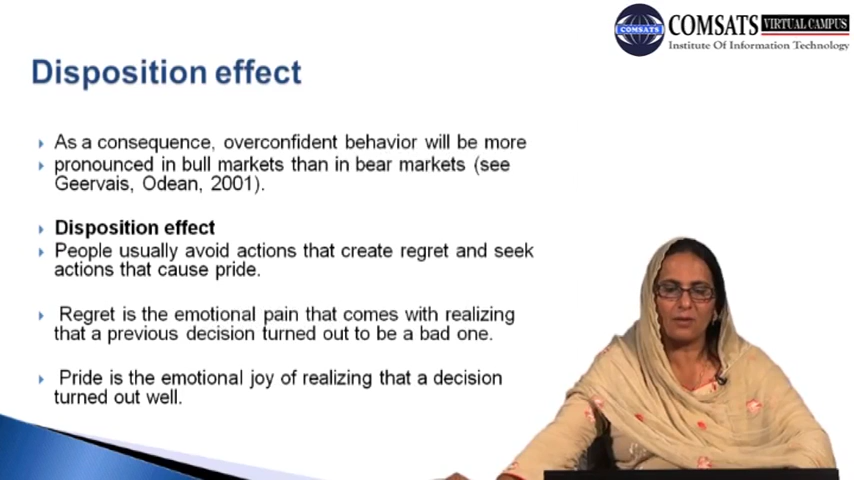 COMSATS VIRTUAL CAMPUS
COMSATS
Institute Of Information Technology
Disposition effect
As a consequence, overconfident behavior will be more
pronounced in bull markets than in bear markets (see
Geervais, Odean, 2001).
Disposition effect
People usually avoid actions that create regret and seek
actions that cause pride.
Regret is the emotional pain that comes with realizing
that a previous decision turned out to be a bad one.
Pride is the emotional joy of realizing that a decision
turned out well.